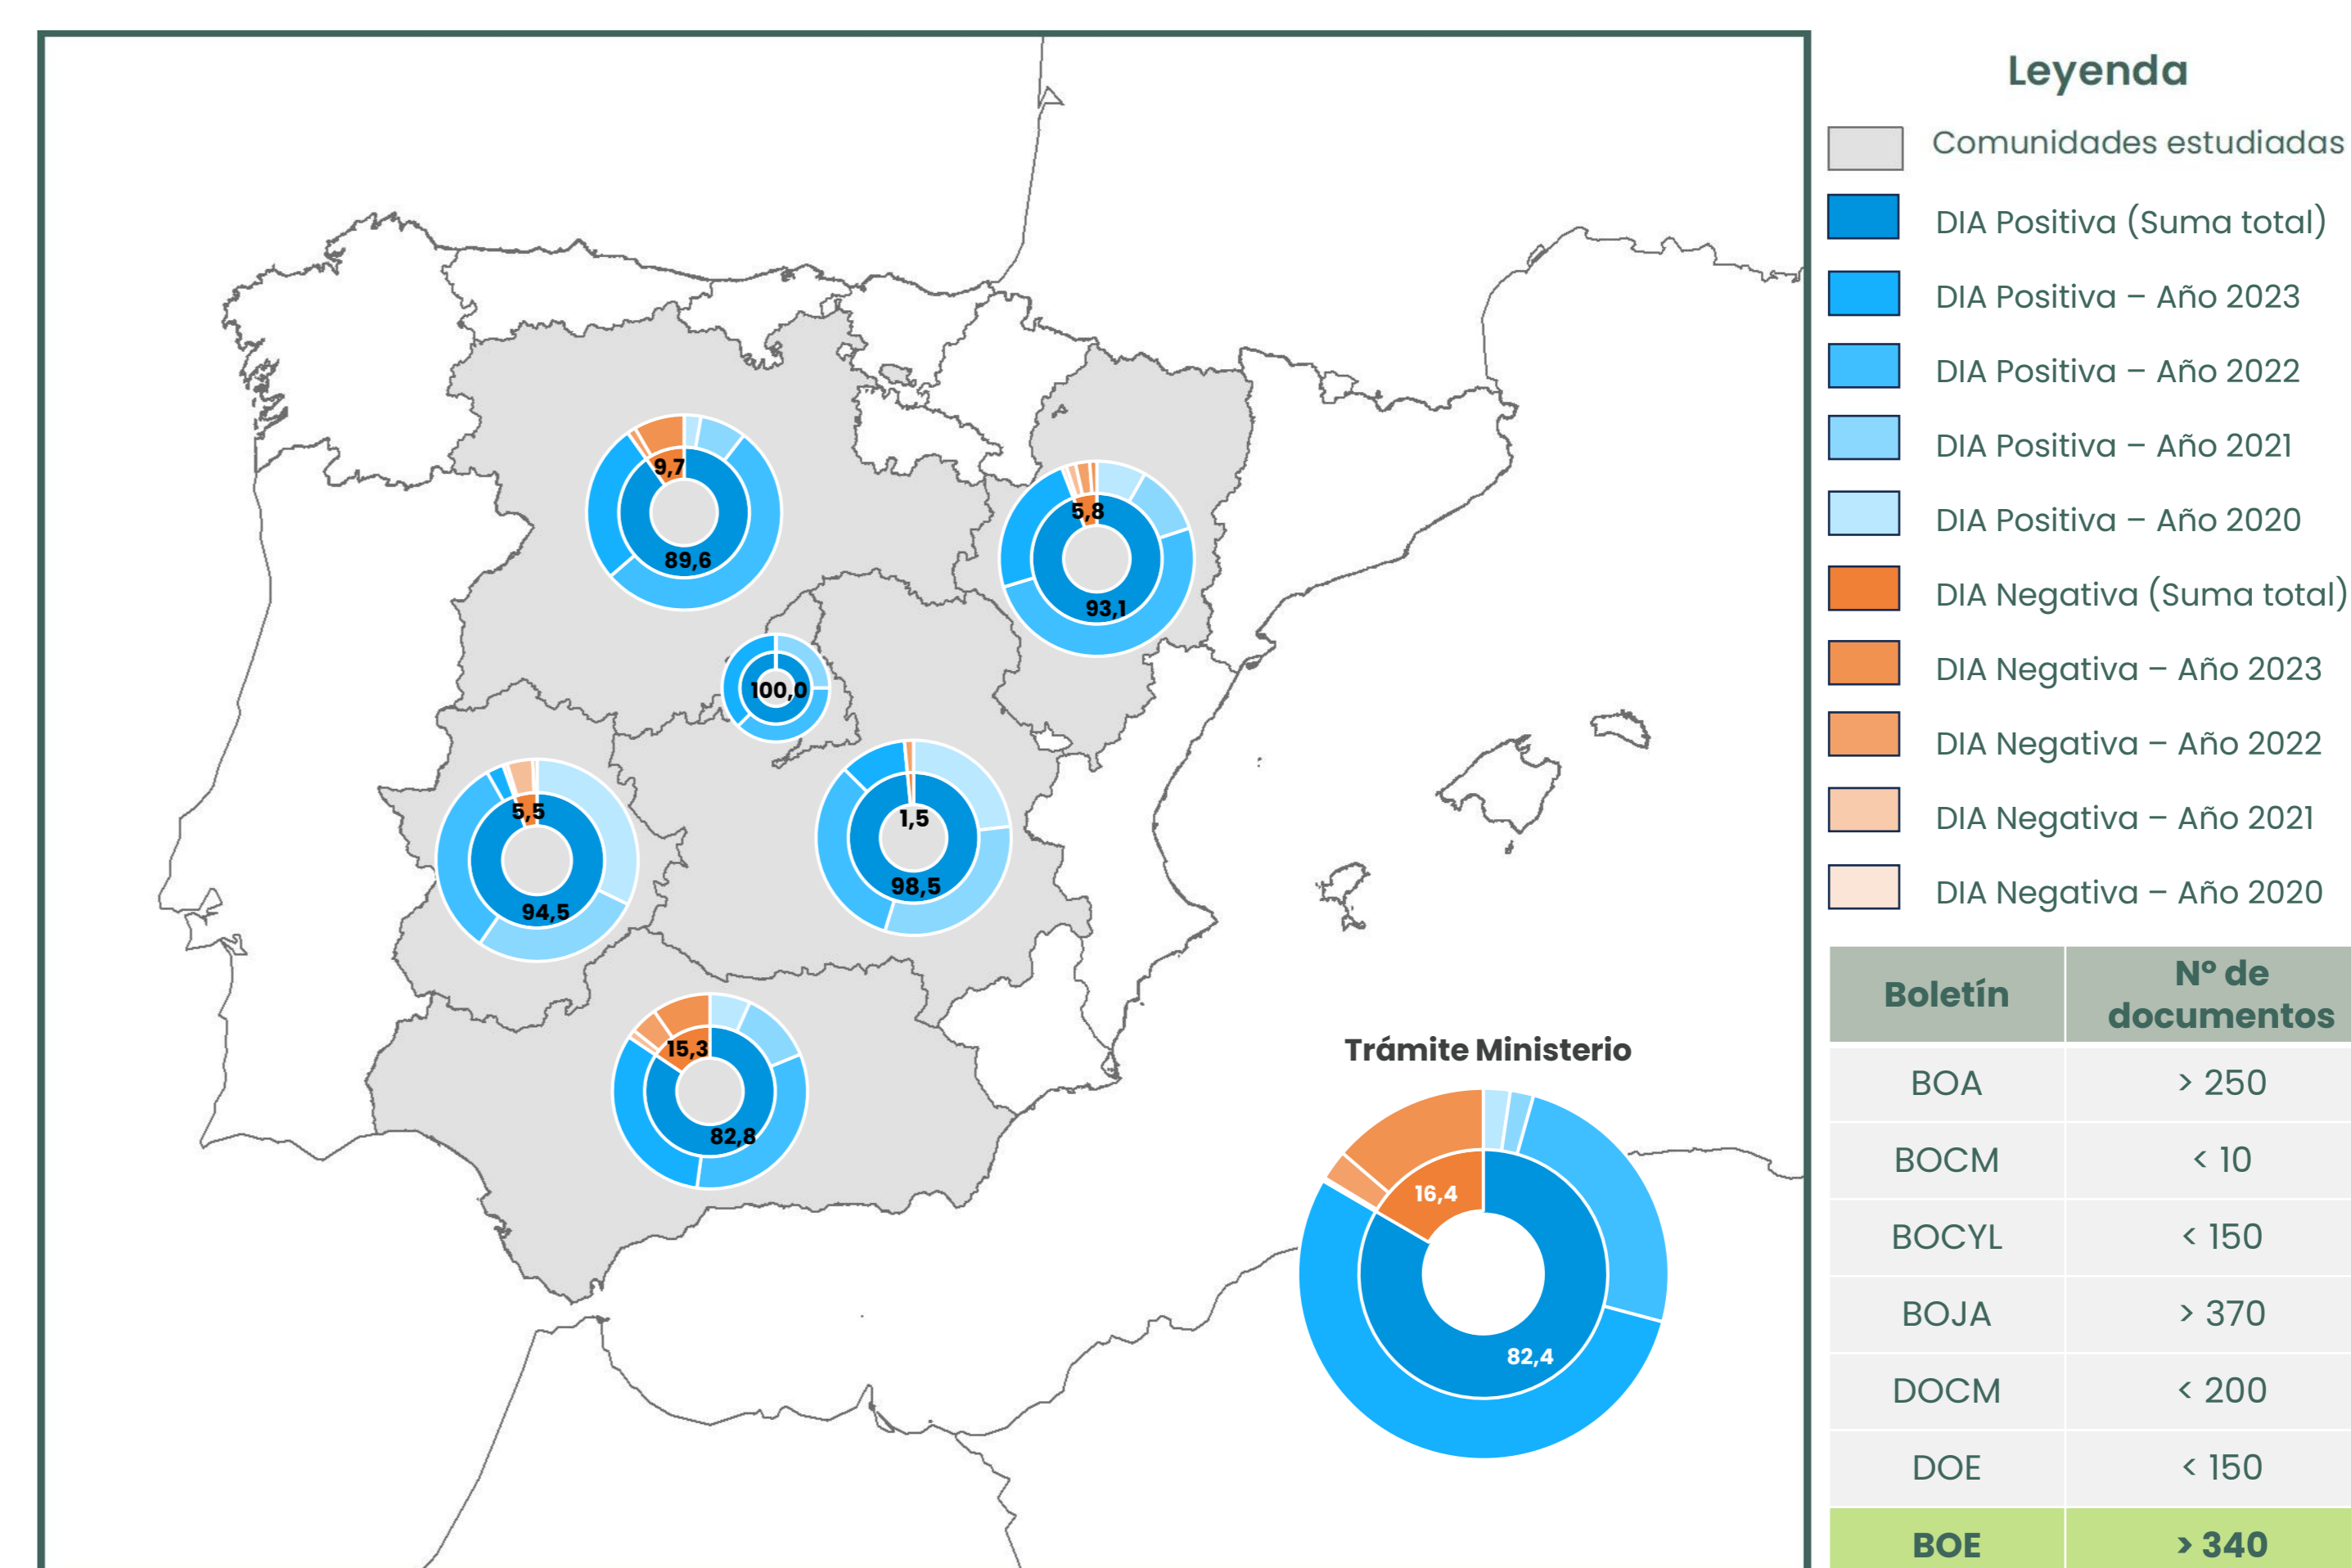 Leyenda
Comunidades estudiadas
DIA Positiva (Suma total)
DIA Positiva – Año 2023
DIA Positiva – Año 2022
DIA Positiva – Año 2021
DIA Positiva – Año 2020
DIA Negativa (Suma total)
DIA Negativa – Año 2023
DIA Negativa – Año 2022
DIA Negativa – Año 2021
DIA Negativa – Año 2020
9,7
89,6
5,8
93,1
100,0
5,5
94,5
1,5
98,5
15,3
82,8
Trámite Ministerio
16,4
82,4
Boletín Nº de
documentos
BOA > 250
BOCM < 10
BOCYL < 150
BOJA > 370
DOCM < 200
DOE < 150
BOE > 340